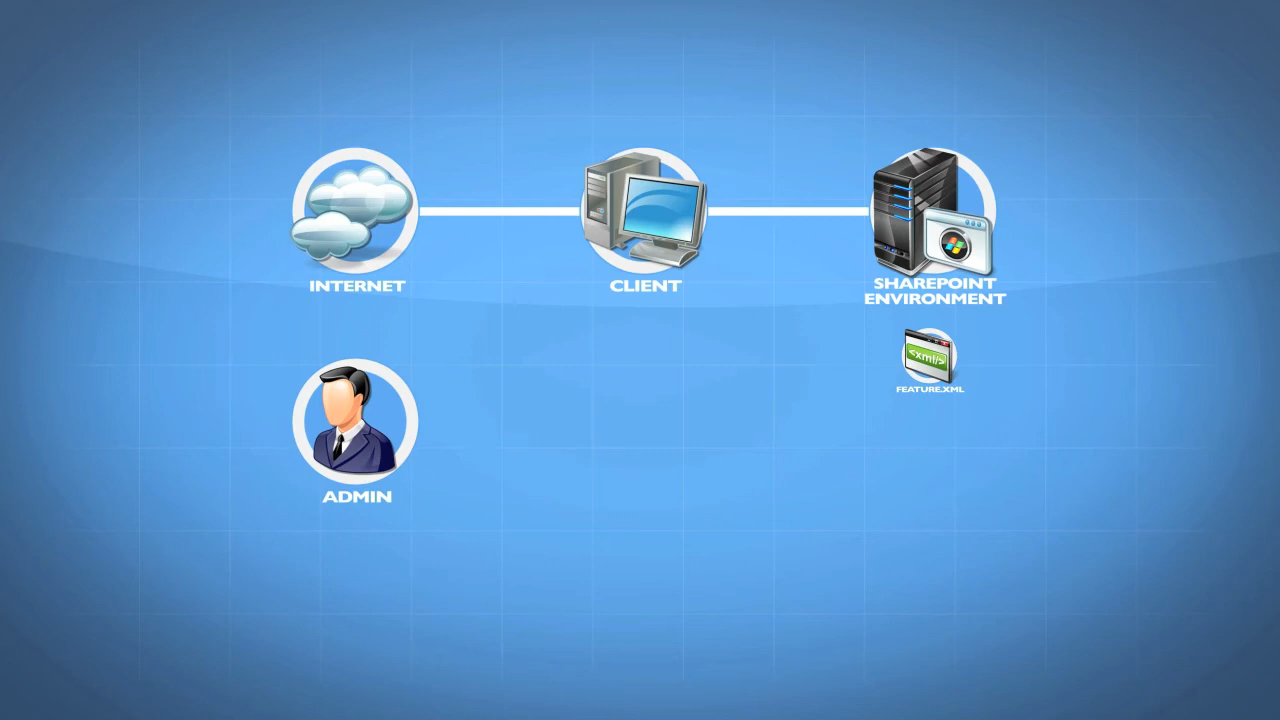 INTERNET
CLIENT
SHAREPOINT
ENVIRONMENT
<xml/>
FEATURE.XML
ADMIN